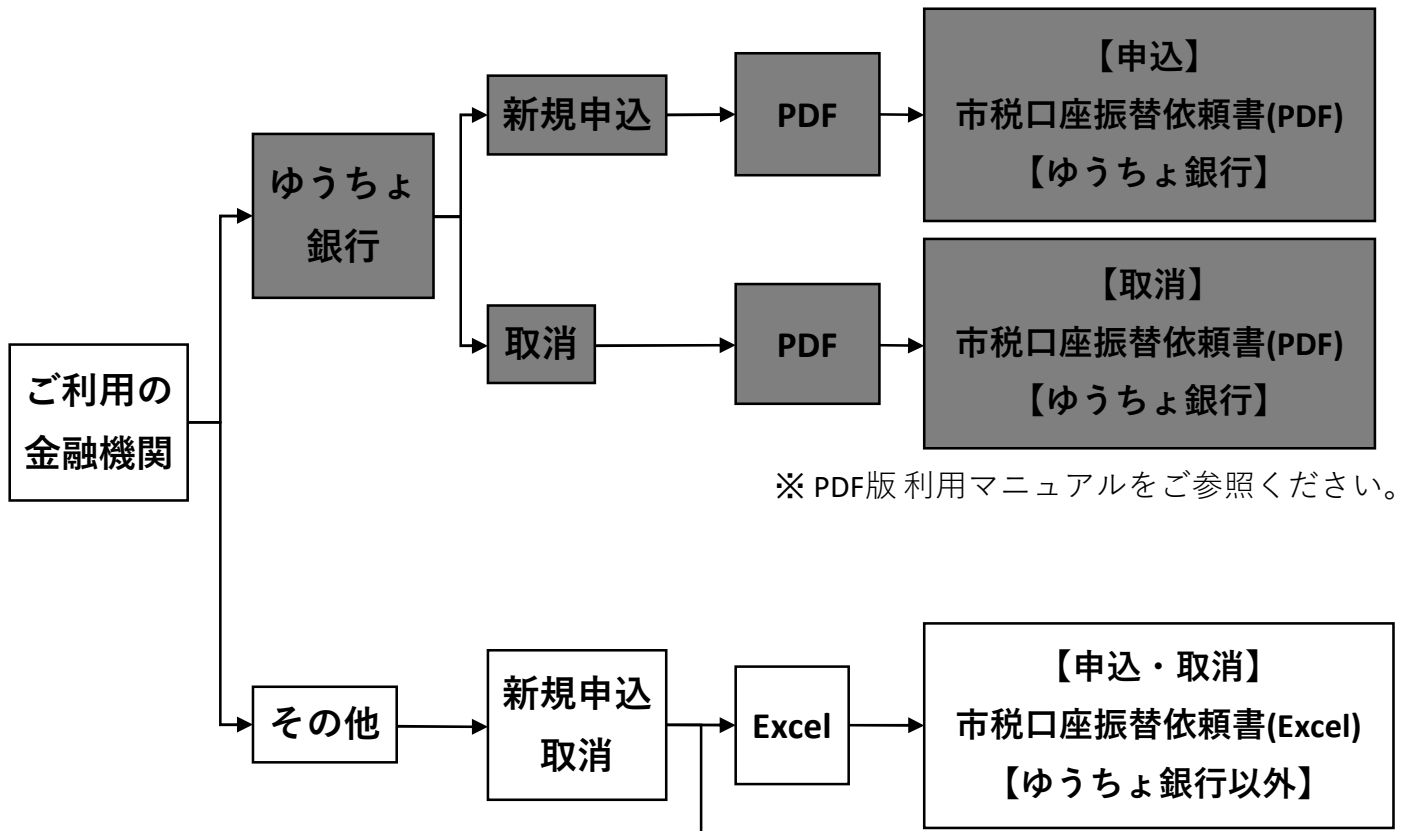 ご利用の
金融機関
ゆうちょ
銀行
新規申込
PDF
【申込】
市税口座振替依頼書(PDF)
【ゆうちょ銀行】
取消
PDF
【取消】
市税口座振替依頼書(PDF)
【ゆうちょ銀行】
※ PDF版 利用マニュアルをご参照ください。
その他
新規申込
取消
Excel
【申込・取消】
市税口座振替依頼書(Excel)
【ゆうちょ銀行以外】